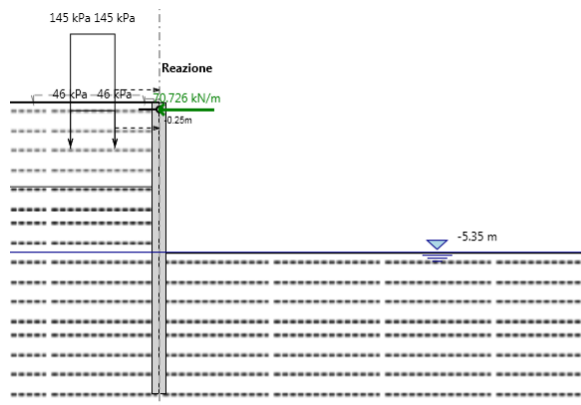 145 kPa 145 kPa
Reazione
46 kPa 46 kPa
70.726 kN/m
-0.25m
-5.35 m